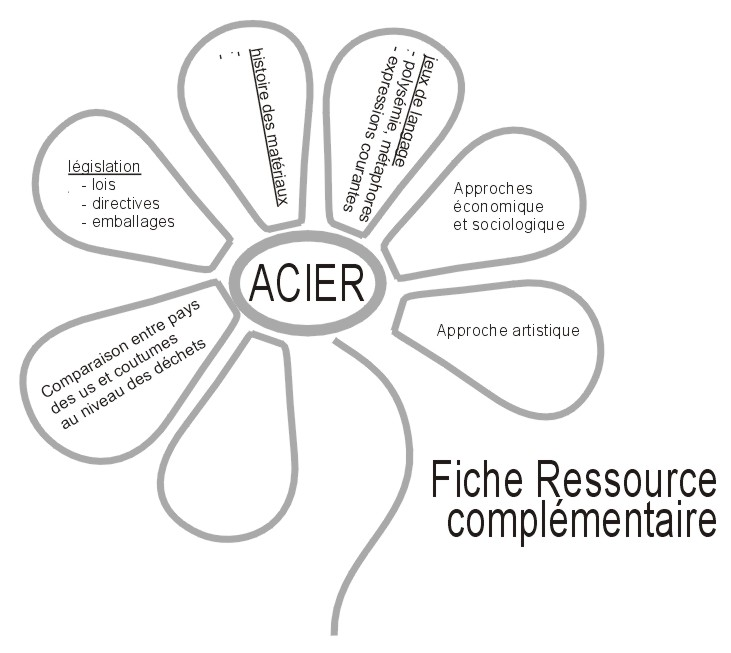 histoire des matériaux
jeux de langage
- polysémie, métaphores
- expressions courantes
législation
- lois
- directives
- emballages
Approches
économique
et sociologique
ACIER
Approche artistique
Comparaison entre pays
des us et coutumes
au niveau des déchets
Fiche Ressource
complémentaire